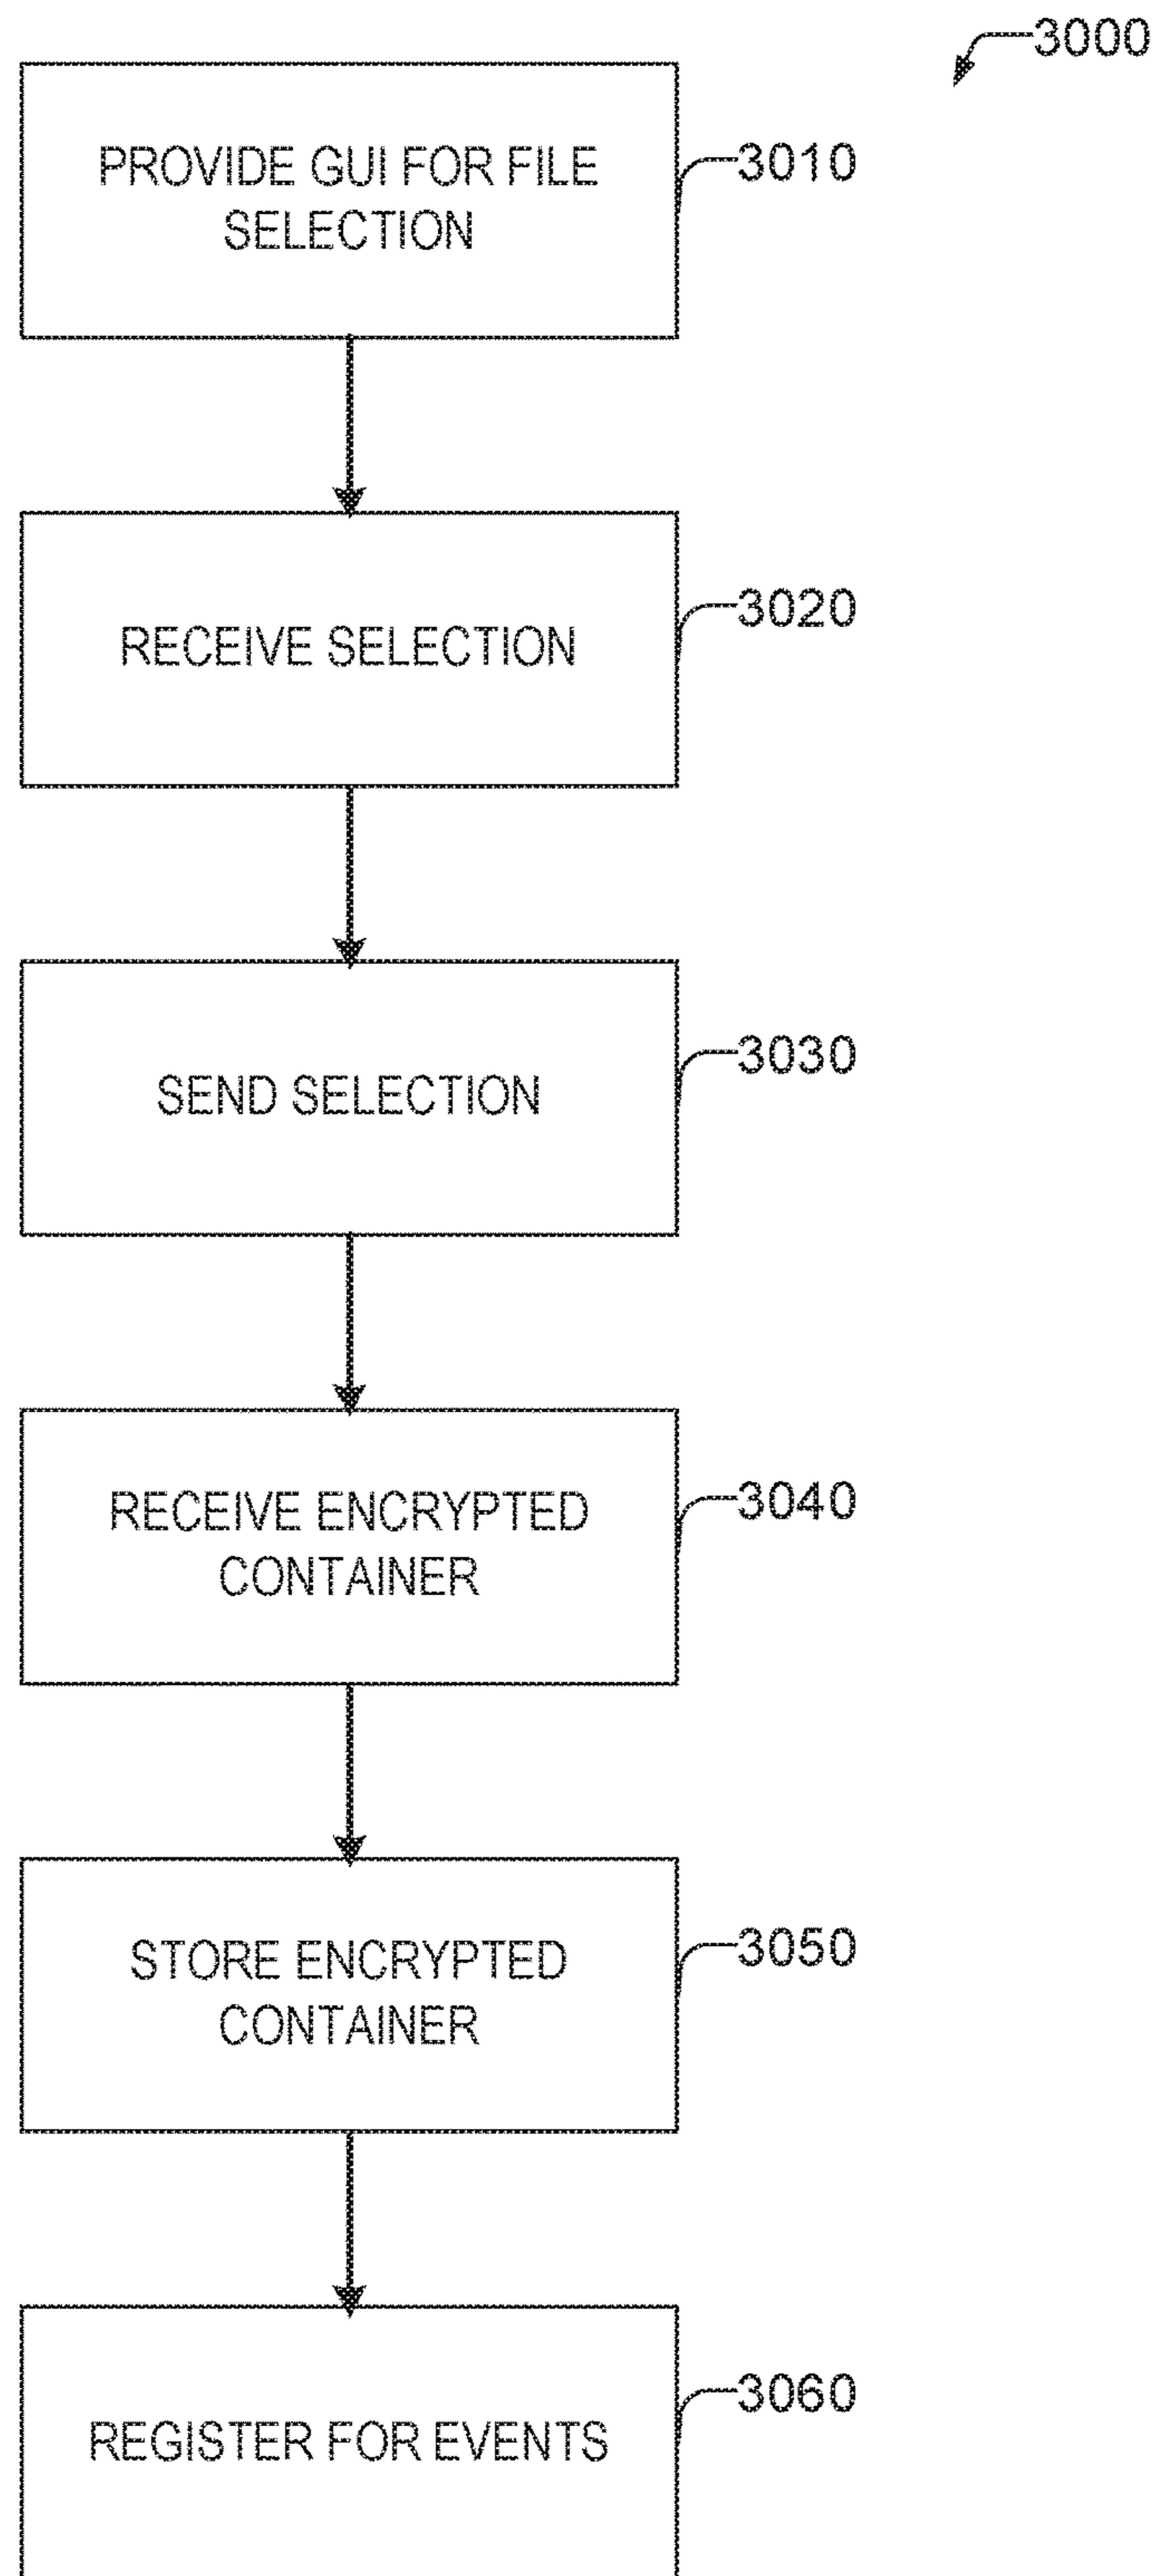 3000
PROVIDE GUI FOR FILE
SELECTION
3010
RECEIVE SELECTION
3020
SEND SELECTION
3030
RECEIVE ENCRYPTED
CONTAINER
3040
STORE ENCRYPTED
CONTAINER
3050
REGISTER FOR EVENTS
3060